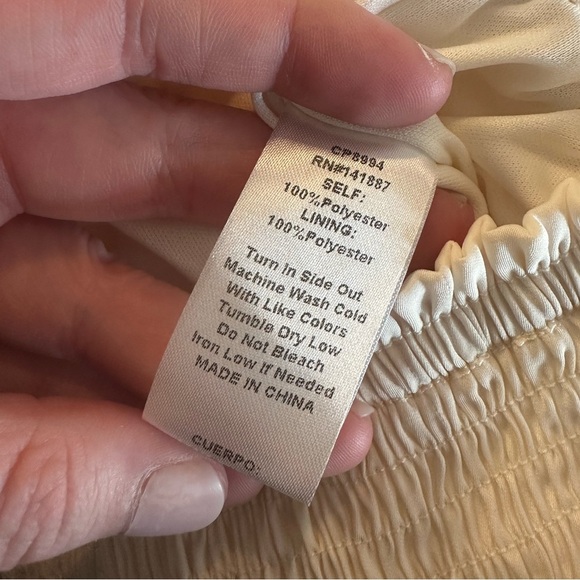 CP8994
RN#141887
SELF:
100%Polyester
LINING:
100%Polyester
Turn in Side Out
Machine Wash Cold
With Like Colors
Tumble Dry Low
Do Not Bleach
Iron Low If Needed
MADE IN CHINA
CUERPO: